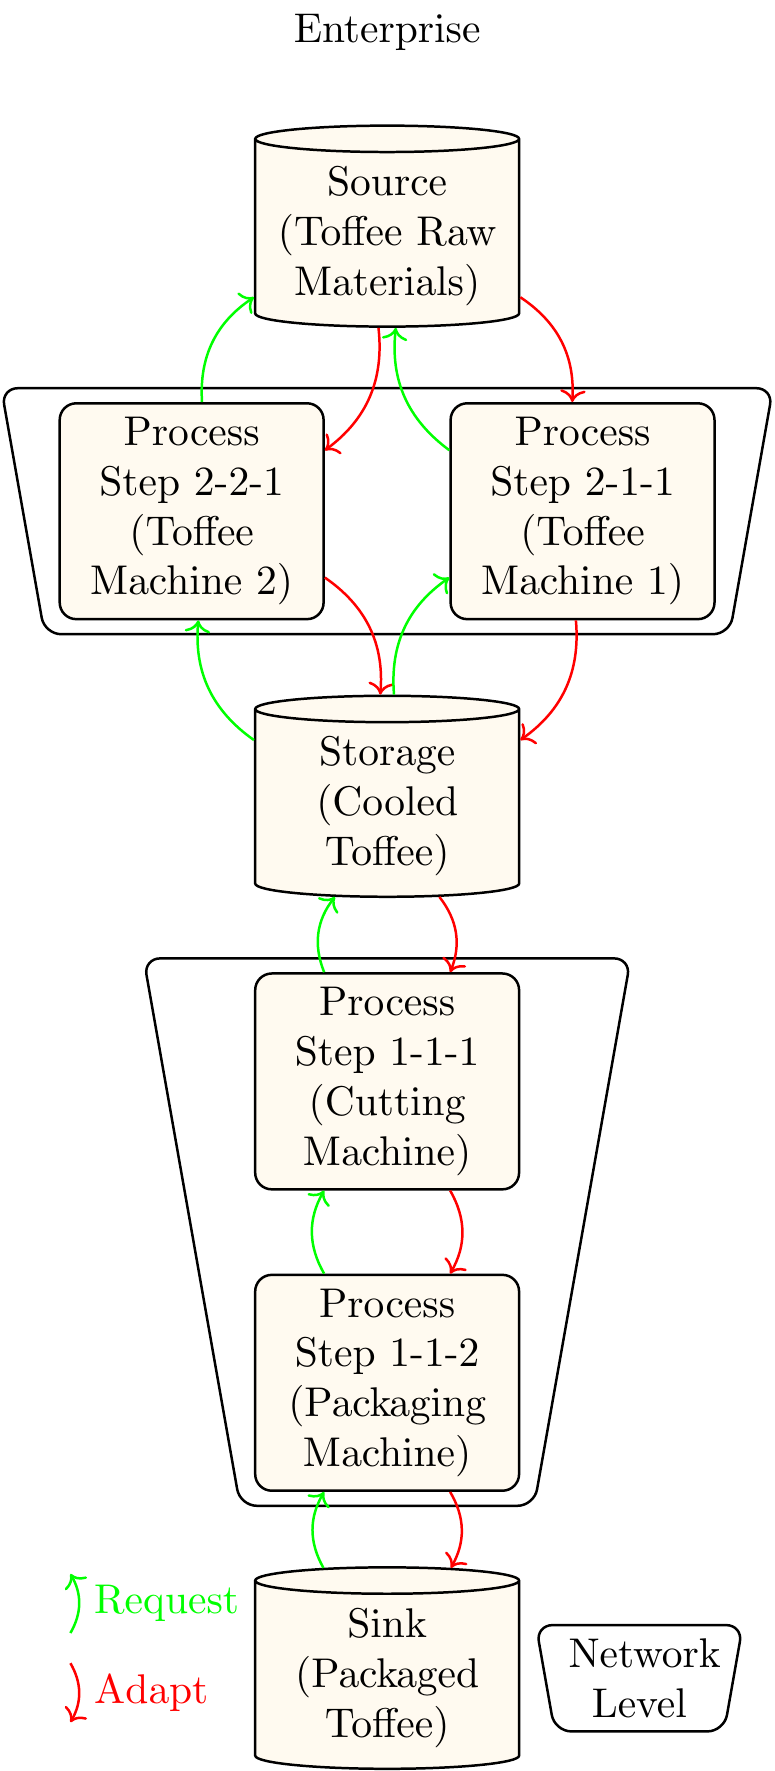 Enterprise
Source
(Toffee Raw
Materials)
Process
Step 2-2-1
(Toffee
Machine 2)
Process
Step 2-1-1
(Toffee
Machine 1)
Storage
(Cooled
Toffee)
Process
Step 1-1-1
(Cutting
Machine)
Process
Step 1-1-2
(Packaging
Machine)
Request
Adapt
Sink
(Packaged
Toffee)
Network
Level